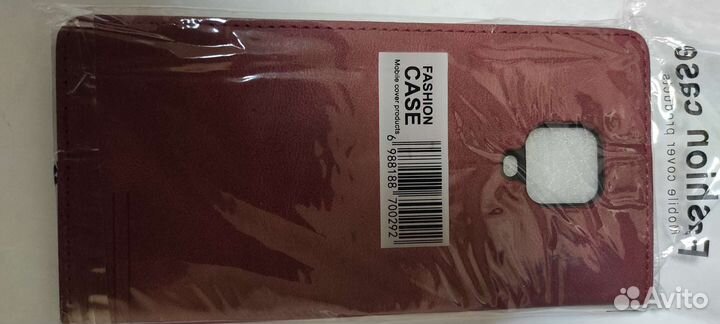 FASHION
CASE
Mobile cover products
6 988188 700292
Fashion case
Mobile cover products
Avito